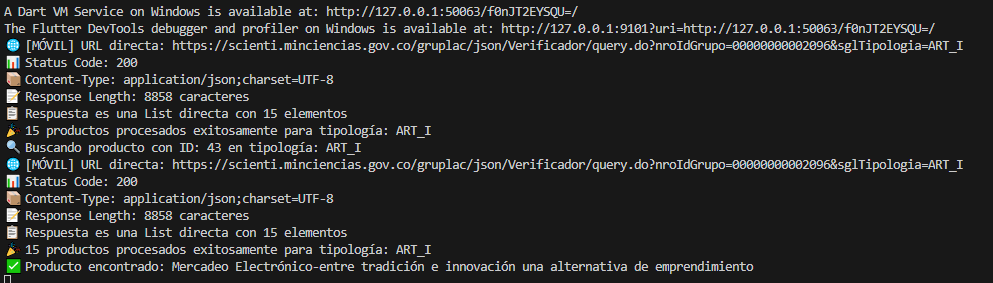 A Dart VM Service on Windows is available at: http://127.0.0.1:50063/f0nJT2EYSQU=/
The Flutter DevTools debugger and profiler on Windows is available at: http://127.0.0.1:9101?uri=http://127.0.0.1:50063/f0nJT2EYSQU=/
🌐 [MÓVIL] URL directa: https://scienti.minciencias.gov.co/gruplac/json/Verificador/query.do?nroIdGrupo=00000000002096&sglTipologia=ART_I
📊 Status Code: 200
📦 Content-Type: application/json;charset=UTF-8
📝 Response Length: 8858 caracteres
📋 Respuesta es una List directa con 15 elementos
🎉 15 productos procesados exitosamente para tipología: ART_I
🔍 Buscando producto con ID: 43 en tipología: ART_I
🌐 [MÓVIL] URL directa: https://scienti.minciencias.gov.co/gruplac/json/Verificador/query.do?nroIdGrupo=00000000002096&sglTipologia=ART_I
📊 Status Code: 200
📦 Content-Type: application/json;charset=UTF-8
📝 Response Length: 8858 caracteres
📋 Respuesta es una List directa con 15 elementos
🎉 15 productos procesados exitosamente para tipología: ART_I
✅ Producto encontrado: Mercadeo Electrónico-entre tradición e innovación una alternativa de emprendimiento